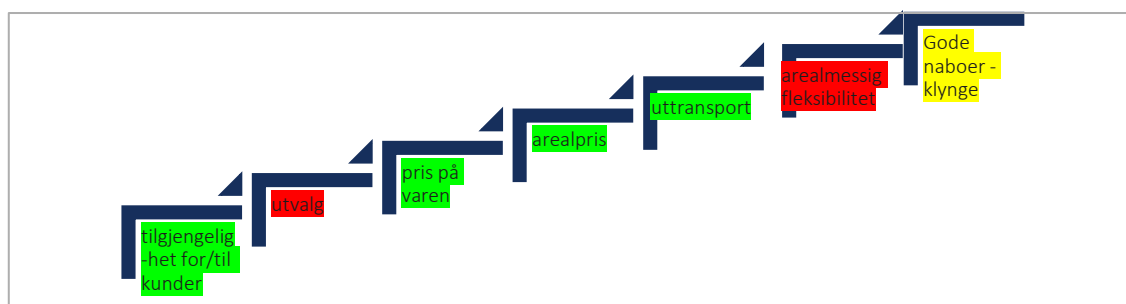 tilgjengelig
-het for/til
kunder
utvalg
pris på
varen
arealpris
uttransport
arealmessig
fleksibilitet
Gode
naboer -
klynge